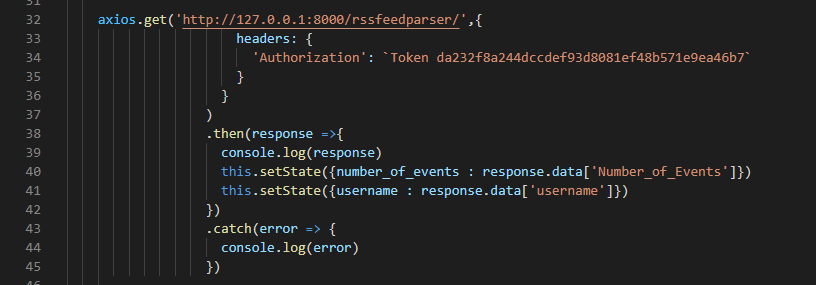 31
32 axios.get('http://127.0.0.1:8000/rssfeedparser/',{
33 headers: {
34 'Authorization': `Token da232f8a244dccdef93d8081ef48b571e9ea46b7`
35 }
36 }
37 )
38 .then(response =>{
39 console.log(response)
40 this.setState({number_of_events : response.data['Number_of_Events']})
41 this.setState({username : response.data['username']})
42 })
43 .catch(error => {
44 console.log(error)
45 })
46